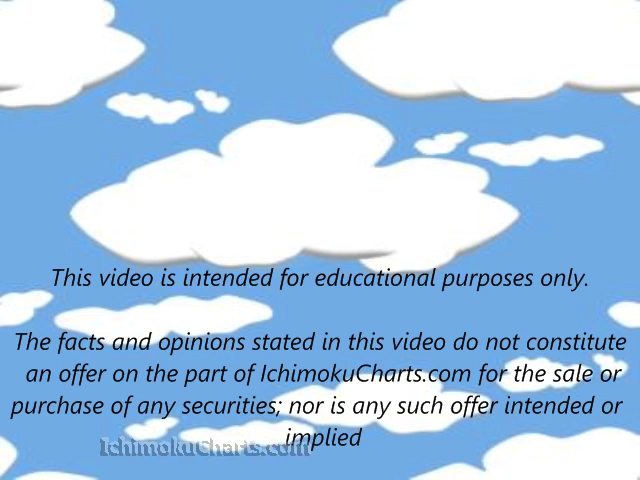 This video is intended for educational purposes only.
The facts and opinions stated in this video do not constitute
an offer on the part of IchimokuCharts.com for the sale or
purchase of any securities; nor is any such offer intended or
implied
IchimokuCharts.com